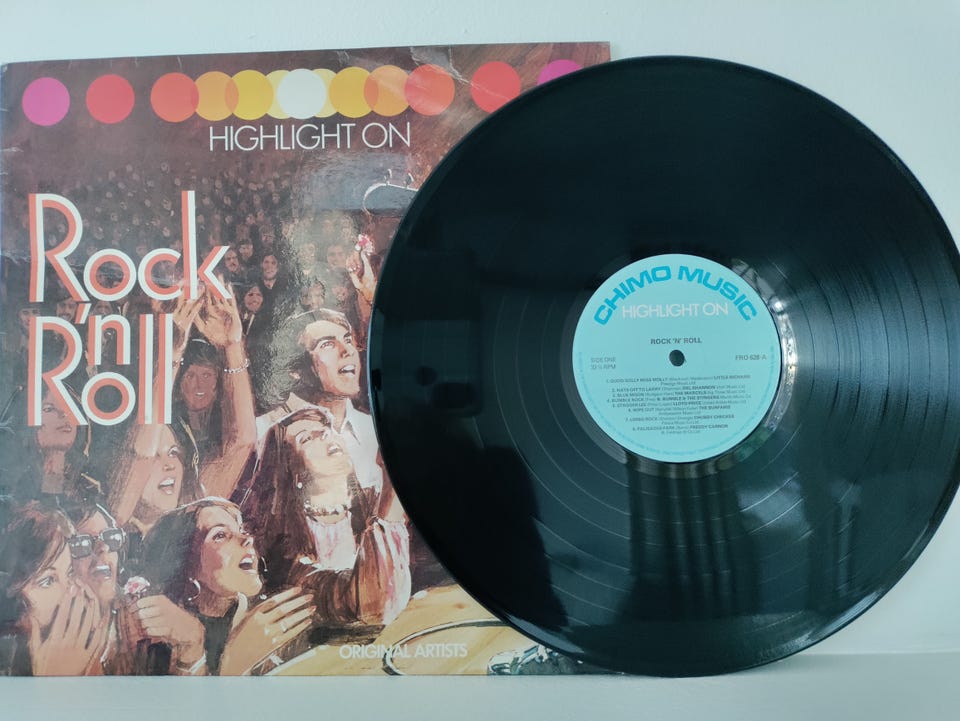 HIGHLIGHT ON
Rock
'n
Roll
ORIGINAL ARTISTS
CHIMO MUSIC
HIGHLIGHT ON
ROCK 'N' ROLL
SIDE ONE
33⅓ RPM
FRO 628-A
1. GOOD GOLLY MISS MOLLY LITTLE RICHARD
2. HATS OFF TO LARRY DEL SHANNON
3. BLUE MOON THE MARCELS
4. BUMBLE ROCK B. BUMBLE & THE STINGERS
5. STAGGER LEE LLOYD PRICE
6. WIPE OUT THE SURFARIS
7. LIMBO ROCK CHUBBY CHECKER
8. PALISADES PARK FREDDY CANNON